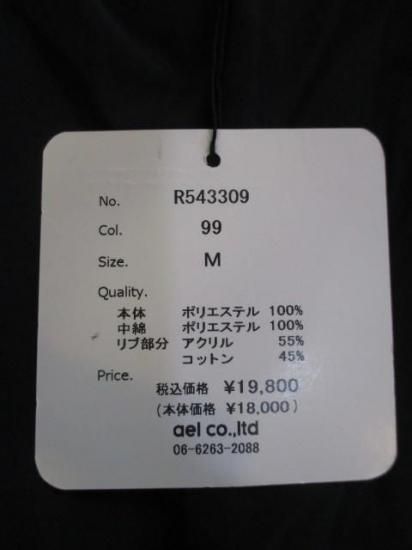 No. R543309
Col. 99
Size. M
Quality.
本体 ポリエステル 100%
中綿 ポリエステル 100%
リブ部分 アクリル 55%
コットン 45%
Price.
税込価格 ¥19,800
(本体価格 ¥18,000)
ael co.,ltd
06-6263-2088